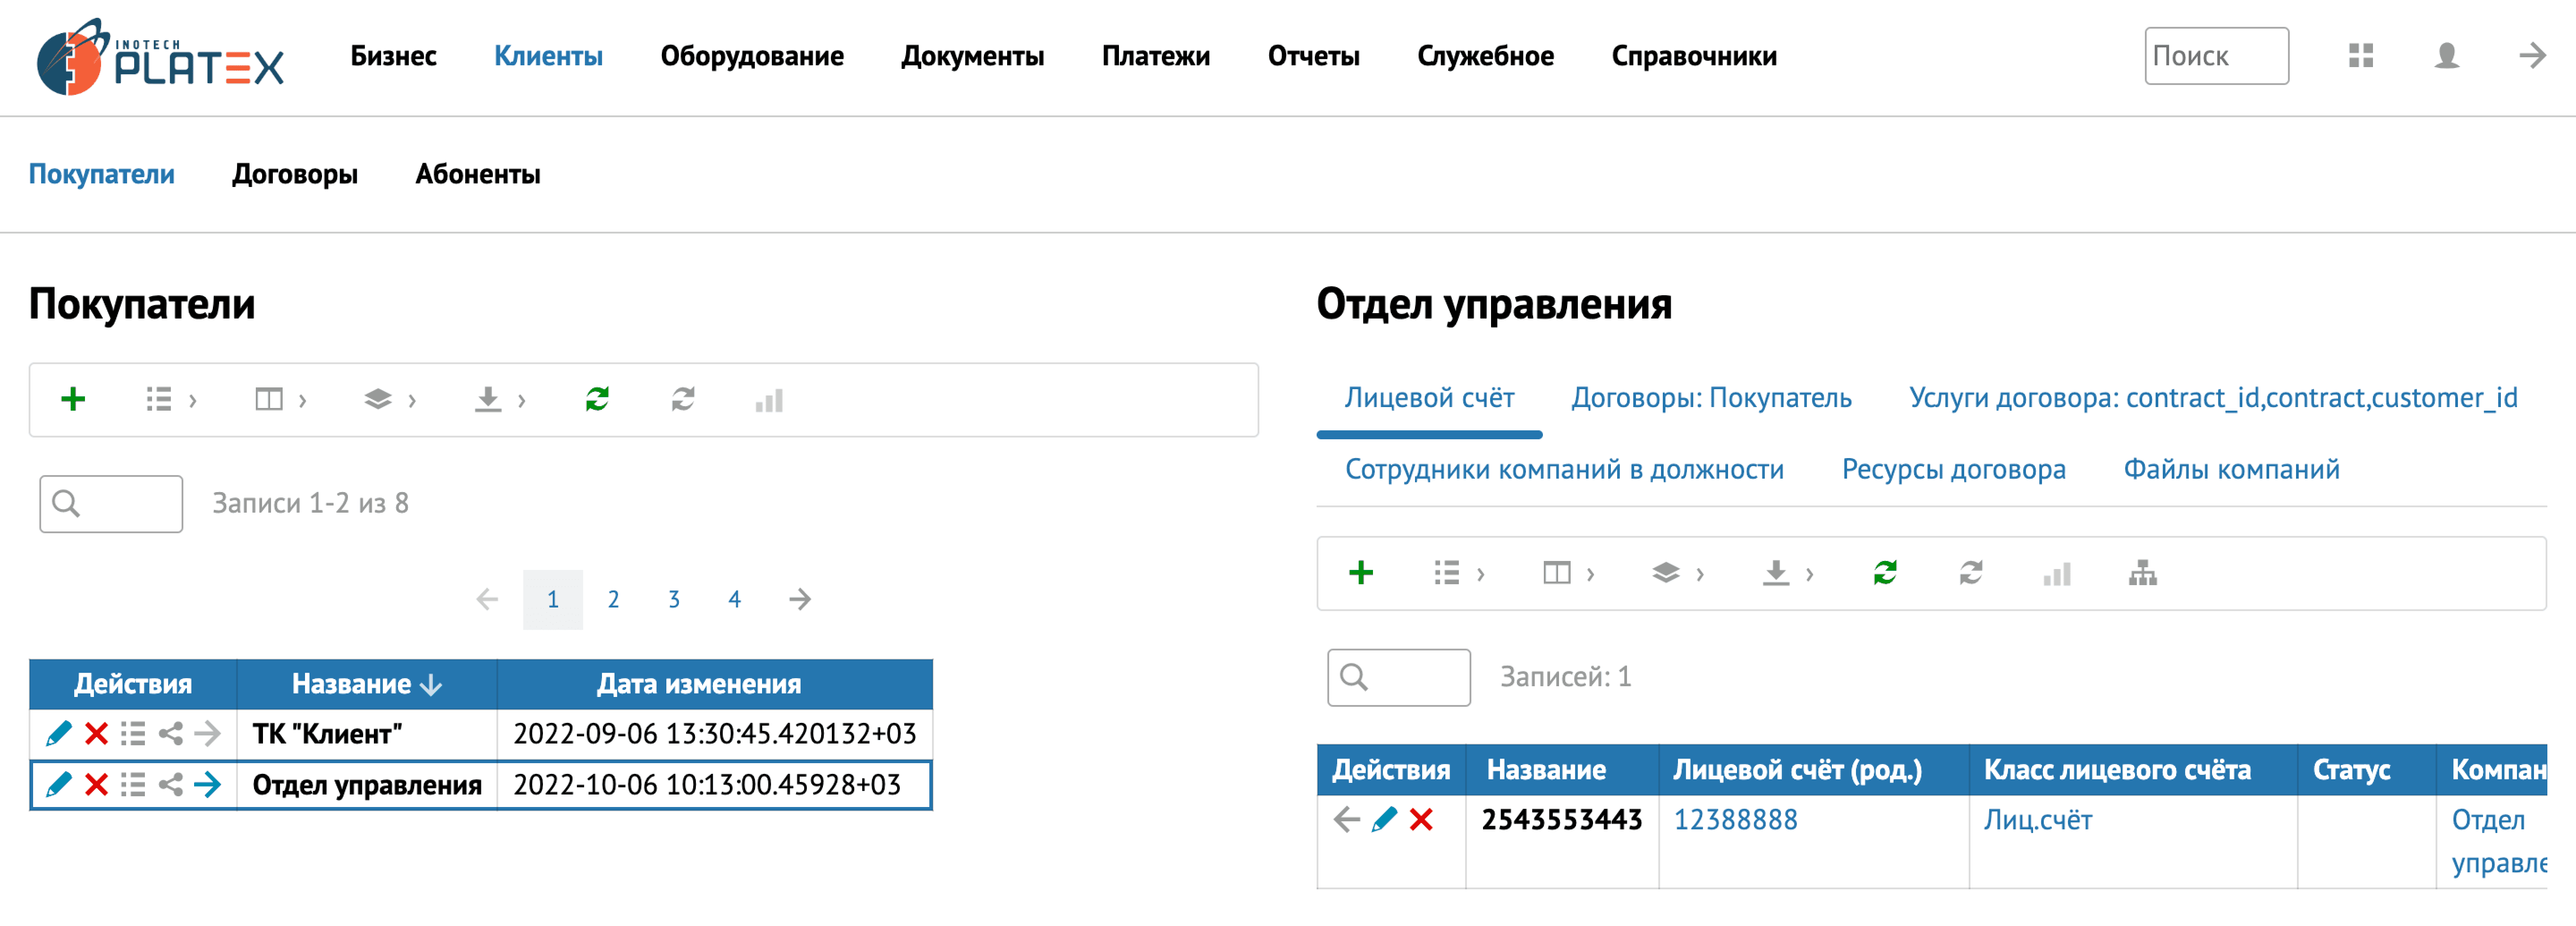 INOTECH
PLATEX
Бизнес Клиенты Оборудование Документы Платежи Отчеты Служебное Справочники Поиск
Покупатели Договоры Абоненты
Покупатели
Записи 1-2 из 8
1 2 3 4
Действия Название Дата изменения
ТК "Клиент" 2022-09-06 13:30:45.420132+03
Отдел управления 2022-10-06 10:13:00.45928+03
Отдел управления
Лицевой счёт Договоры: Покупатель Услуги договора: contract_id,contract,customer_id
Сотрудники компаний в должности Ресурсы договора Файлы компаний
Записей: 1
Действия Название Лицевой счёт (род.) Класс лицевого счёта Статус Компан
2543553443 12388888 Лиц.счёт Отдел
управле